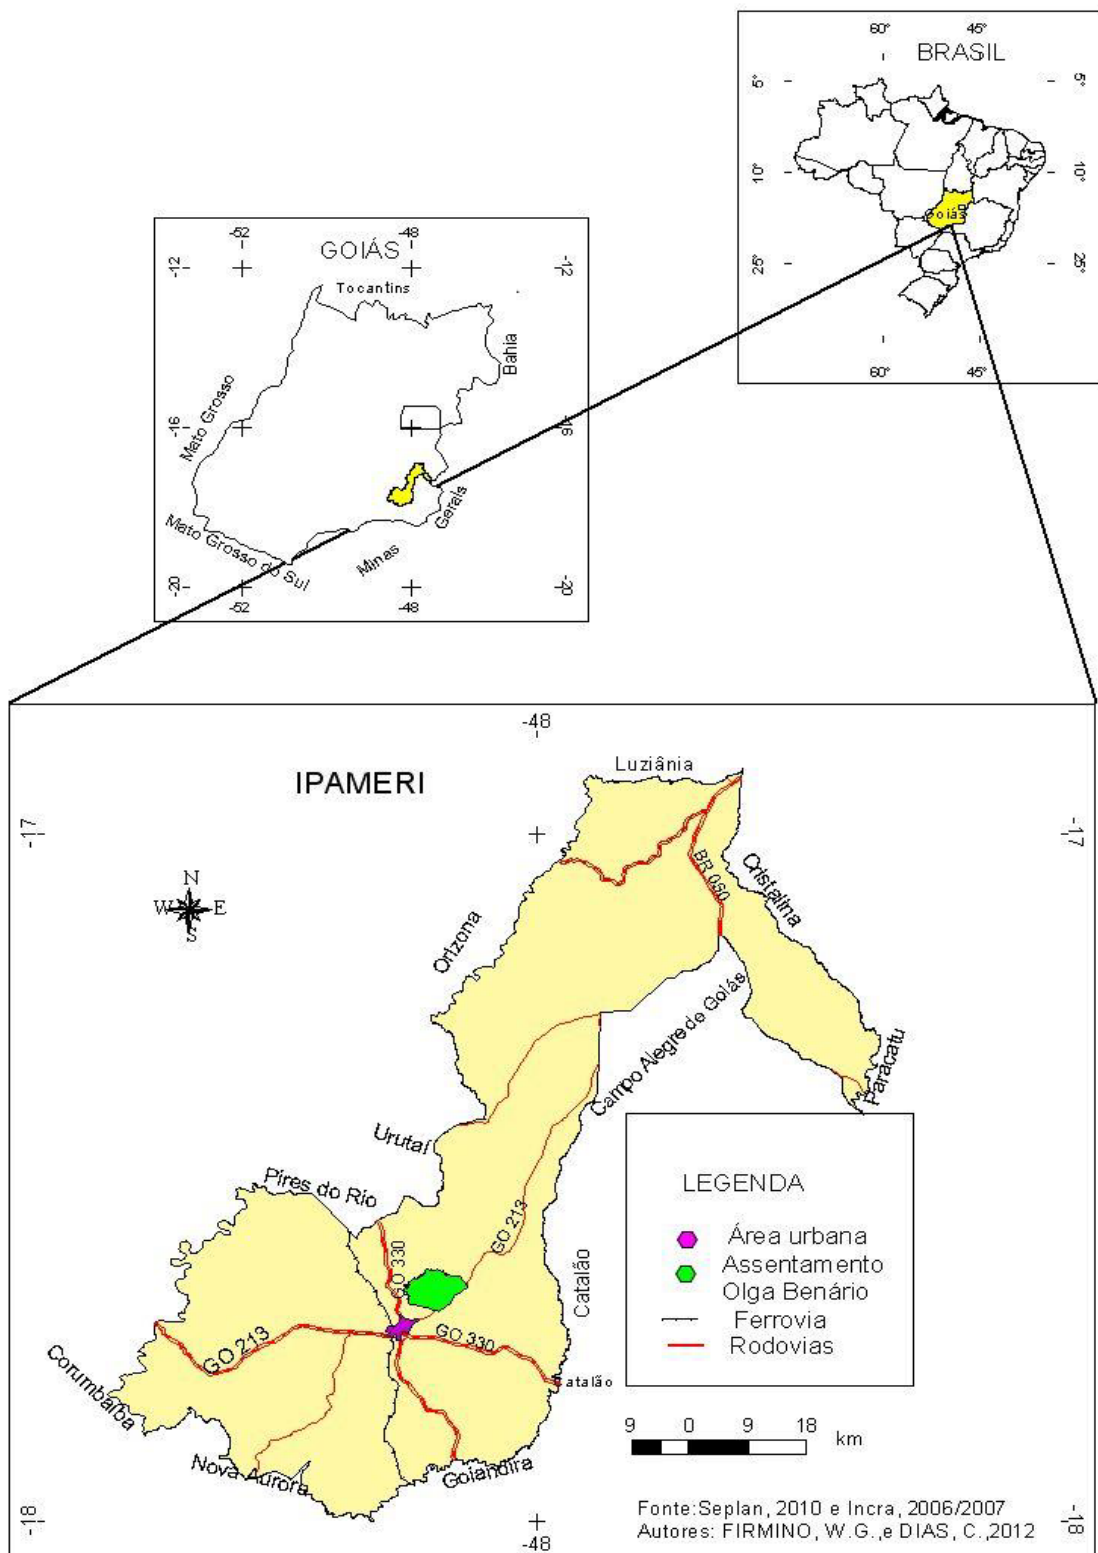 60°
45°
BRASIL
5°
5°
10°
10°
Goiás
25°
25°
60°
45°
-52
-48
GOIÁS
-12
-12
Tocantins
Bahia
Mato Grosso
-16
-16
Gerais
Mato Grosso do Sul
Minas
-20
-20
-52
-48
-48
IPAMERI
Luziânia
-17
-17
N
W E
S
BR 050
Cristalina
Orizona
Campo Alegre de Goiás
Paracatu
Urutaí
Pires do Rio
GO 213
GO 330
Catalão
GO 213
GO 330
Catalão
Corumbaíba
Nova Aurora
Goiandira
LEGENDA
Área urbana
Assentamento
Olga Benário
Ferrovia
Rodovias
9 0 9 18
km
Fonte:Seplan, 2010 e Incra, 2006/2007
Autores: FIRMINO, W.G.,e DIAS, C.,2012
-18
-48
-18